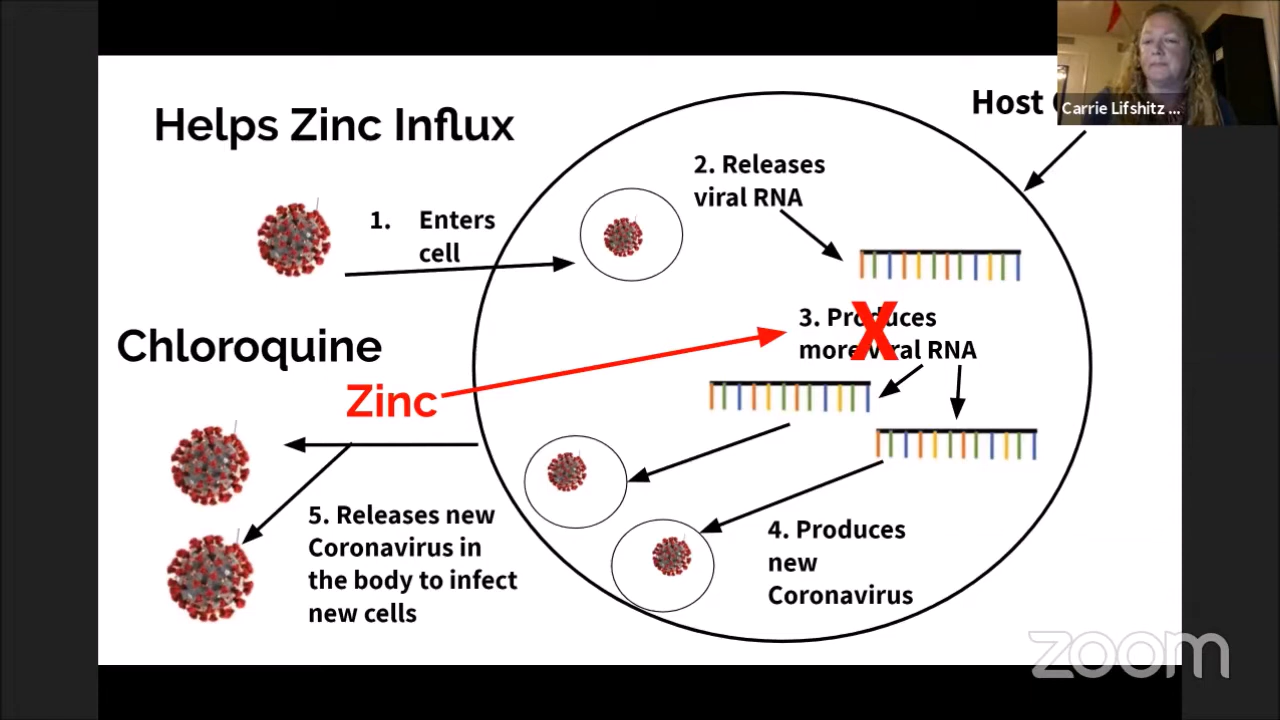 Helps Zinc Influx
Host
Carrie Lifshitz ...
2. Releases
viral RNA
1. Enters
cell
3. Produces
more viral RNA
X
Chloroquine
Zinc
4. Produces
new
Coronavirus
5. Releases new
Coronavirus in
the body to infect
new cells
zoom